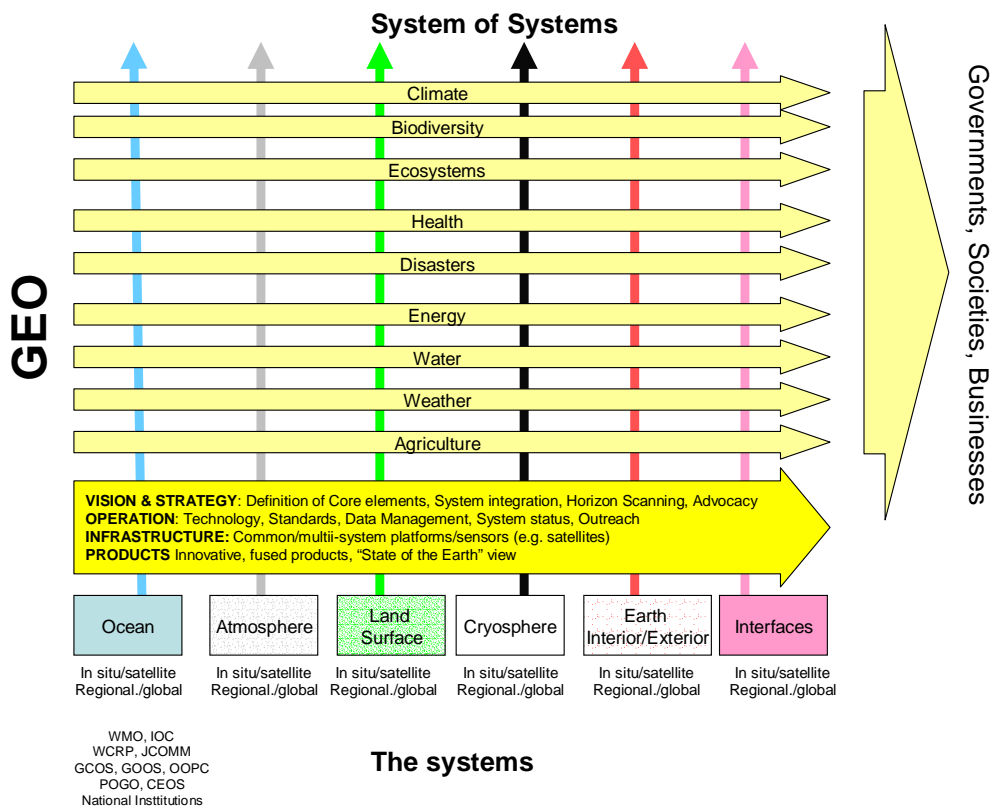 System of Systems
Climate
Biodiversity
Ecosystems
Health
Disasters
Energy
Water
Weather
Agriculture
GEO
Governments, Societies, Businesses
VISION & STRATEGY: Definition of Core elements, System integration, Horizon Scanning, Advocacy
OPERATION: Technology, Standards, Data Management, System status, Outreach
INFRASTRUCTURE: Common/multii-system platforms/sensors (e.g. satellites)
PRODUCTS Innovative, fused products, “State of the Earth” view
Ocean
Atmosphere
Land
Surface
Cryosphere
Earth
Interior/Exterior
Interfaces
In situ/satellite
Regional./global
In situ/satellite
Regional./global
In situ/satellite
Regional./global
In situ/satellite
Regional./global
In situ/satellite
Regional./global
In situ/satellite
Regional./global
WMO, IOC
WCRP, JCOMM
GCOS, GOOS, OOPC
POGO, CEOS
National Institiutions
The systems